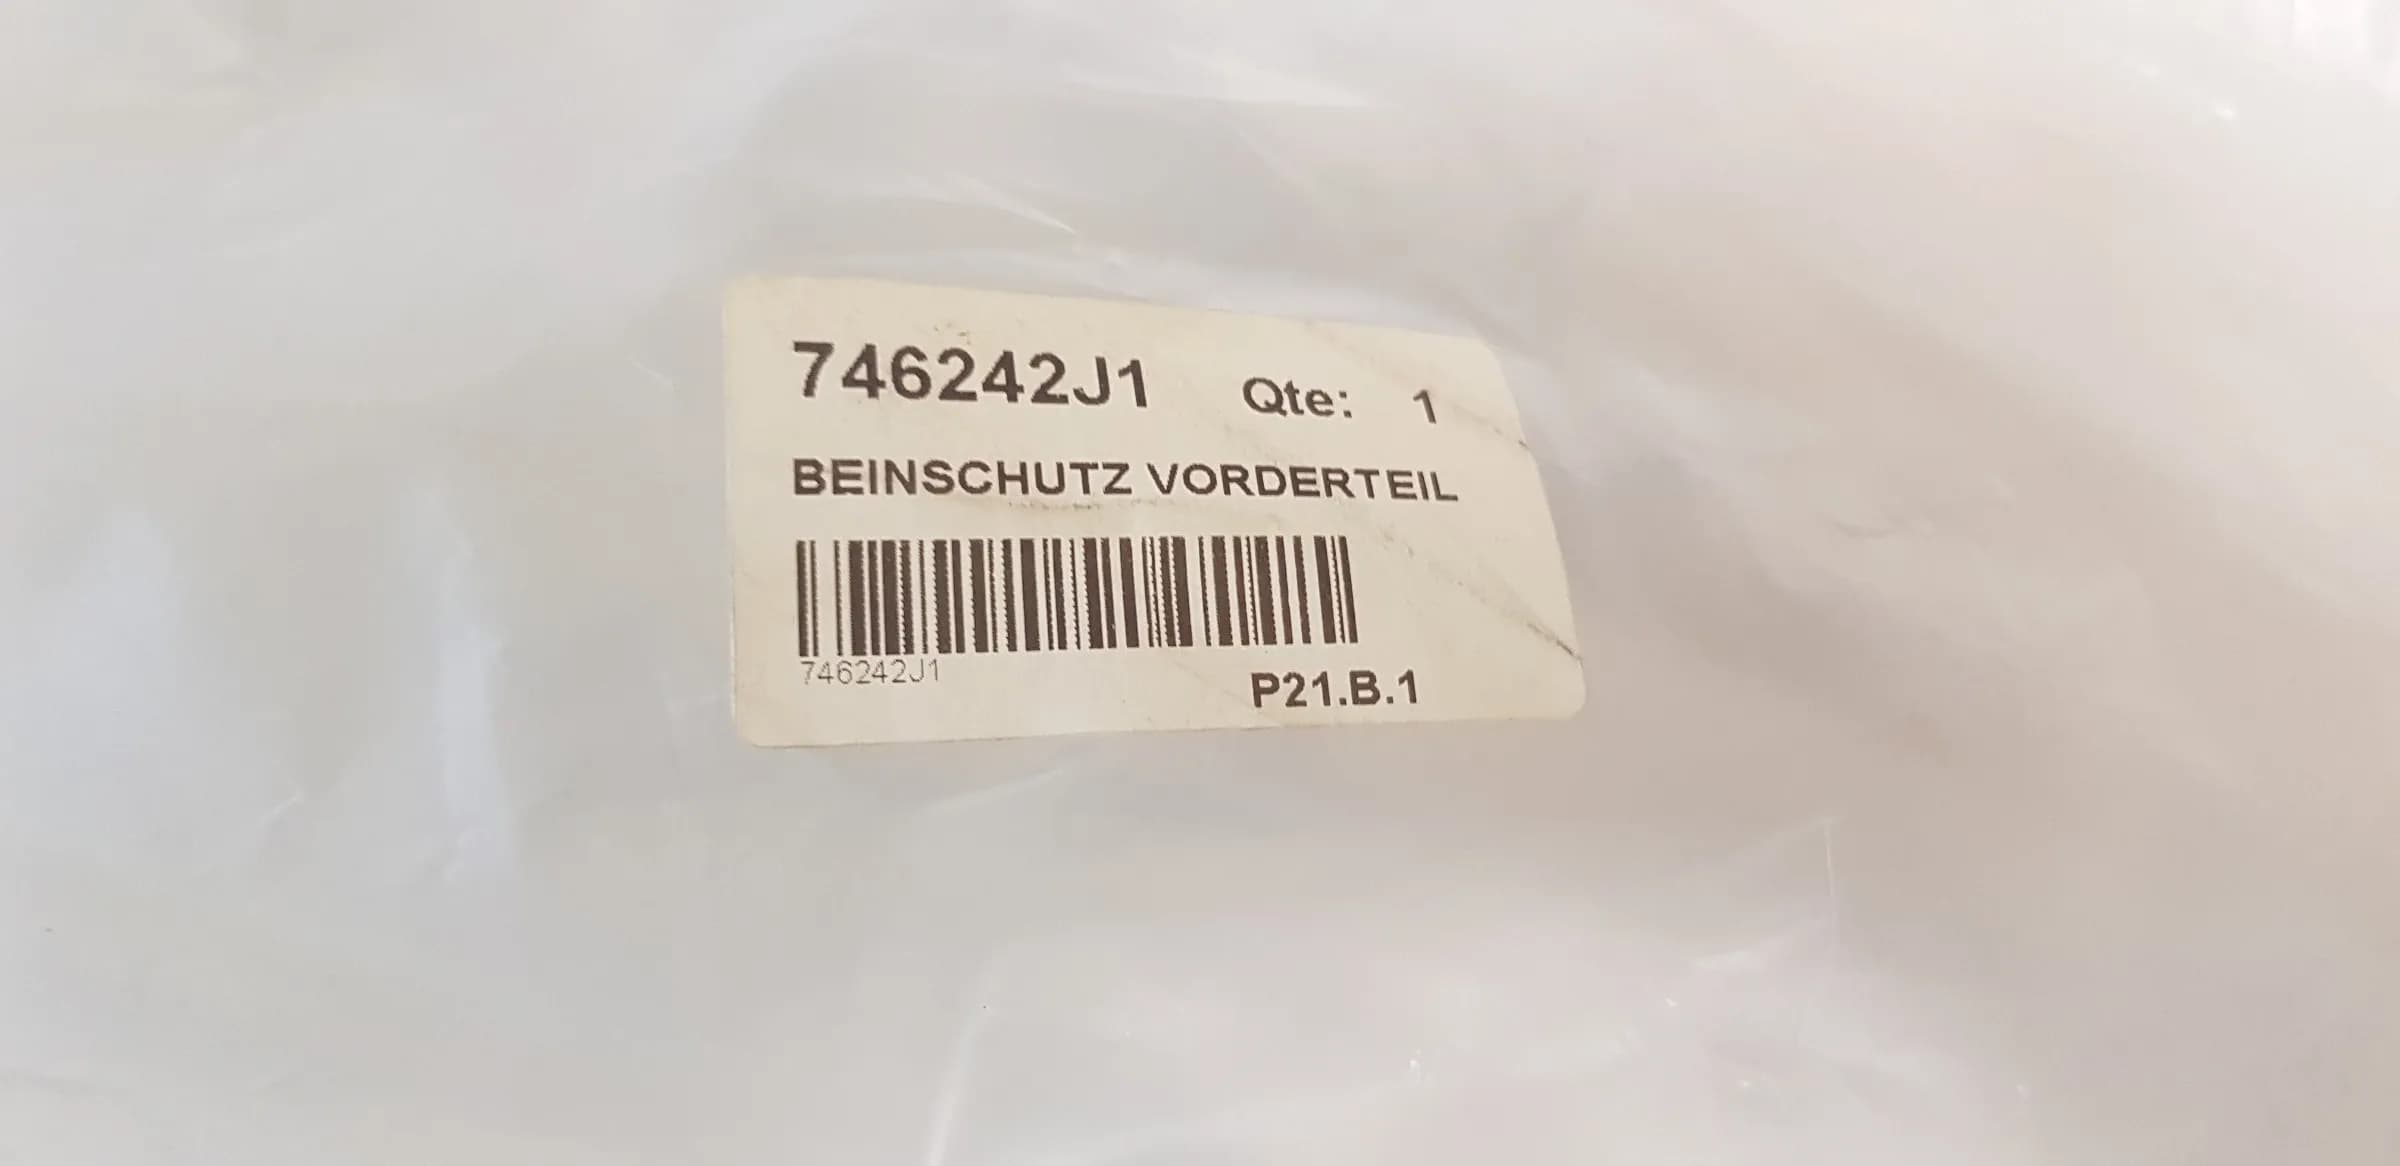 746242J1 Qte: 1
BEINSCHUTZ VORDERTEIL
746242J1
P21.B.1